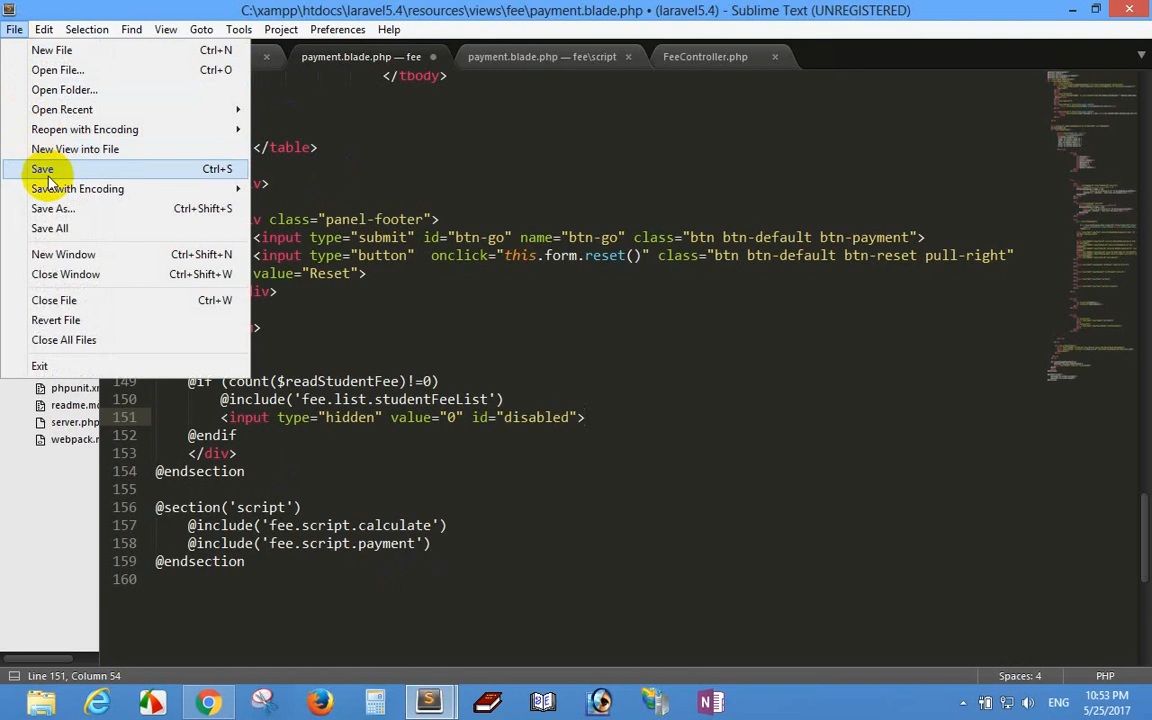 C:\xampp\htdocs\laravel5.4\resources\views\fee\payment.blade.php • (laravel5.4) - Sublime Text (UNREGISTERED)
File Edit Selection Find View Goto Tools Project Preferences Help
payment.blade.php — fee payment.blade.php — fee\script FeeController.php
New File Ctrl+N
Open File... Ctrl+O
Open Folder...
Open Recent
Reopen with Encoding
New View into File
Save Ctrl+S
Save with Encoding
Save As... Ctrl+Shift+S
Save All
New Window Ctrl+Shift+N
Close Window Ctrl+Shift+W
Close File Ctrl+W
Revert File
Close All Files
Exit
phpunit.xm
readme.md
server.php
webpack.m
</tbody>
</table>
v>
v class="panel-footer">
<input type="submit" id="btn-go" name="btn-go" class="btn btn-default btn-payment">
<input type="button" onclick="this.form.reset()" class="btn btn-default btn-reset pull-right"
value="Reset">
iv>
>
149 @if (count($readStudentFee)!=0)
150 @include('fee.list.studentFeeList')
151 <input type="hidden" value="0" id="disabled">
152 @endif
153 </div>
154 @endsection
155
156 @section('script')
157 @include('fee.script.calculate')
158 @include('fee.script.payment')
159 @endsection
160
Line 151, Column 54 Spaces: 4 PHP
ENG 10:53 PM
5/25/2017